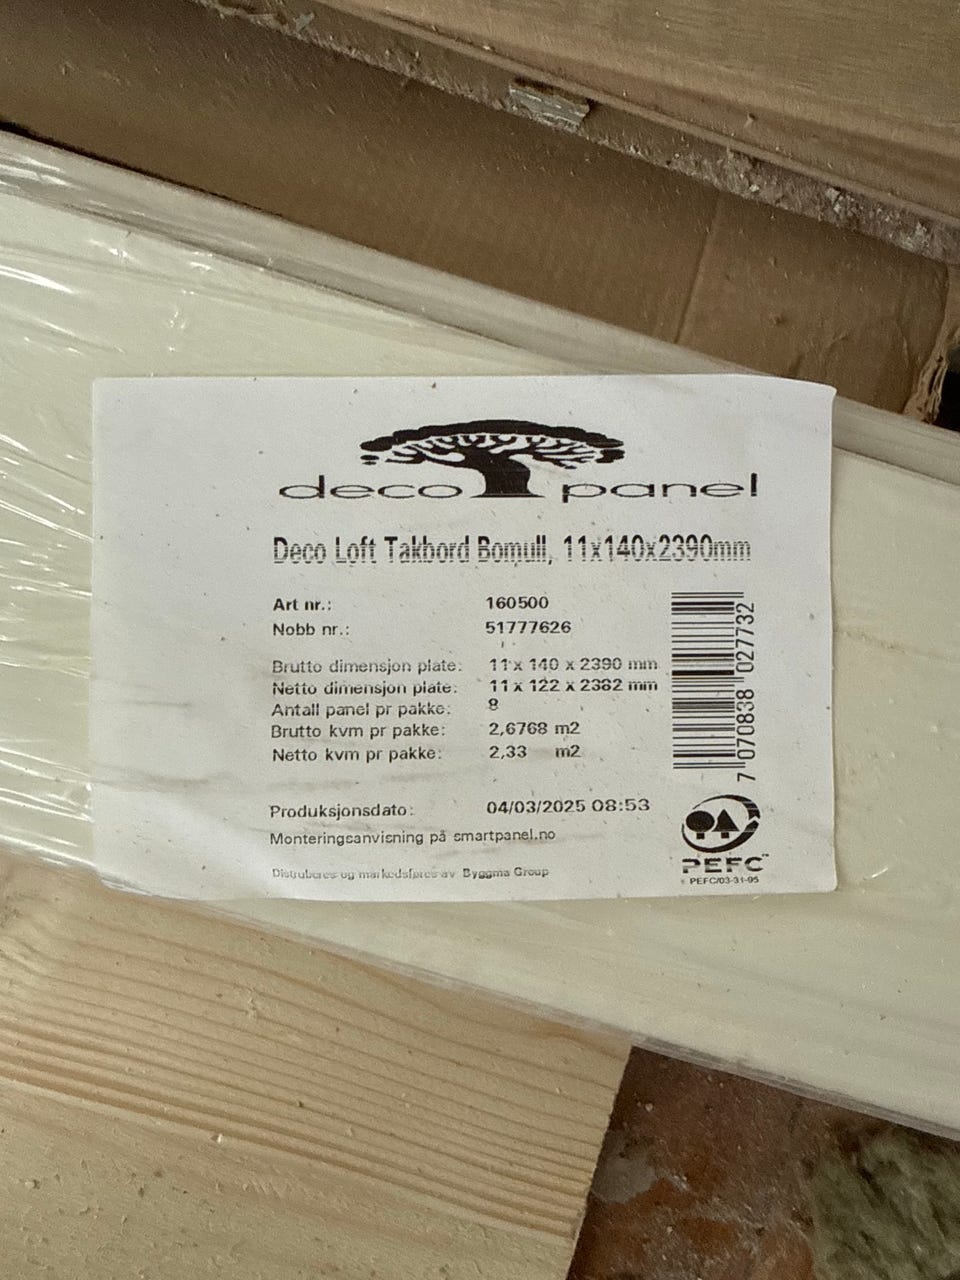 deco panel
Deco Loft Takbord Bomull, 11x140x2390mm
Art nr.: 160500
Nobb nr.: 51777626
Brutto dimensjon plate: 11 x 140 x 2390 mm
Netto dimensjon plate: 11 x 122 x 2382 mm
Antall panel pr pakke: 8
Brutto kvm pr pakke: 2,6768 m2
Netto kvm pr pakke: 2,33 m2
7 070838 027732
Produksjonsdato: 04/03/2025 08:53
Monteringsanvisning på smartpanel.no
Distribueres og markedsføres av Byggma Group
PEFC™
PEFC/03-31-95